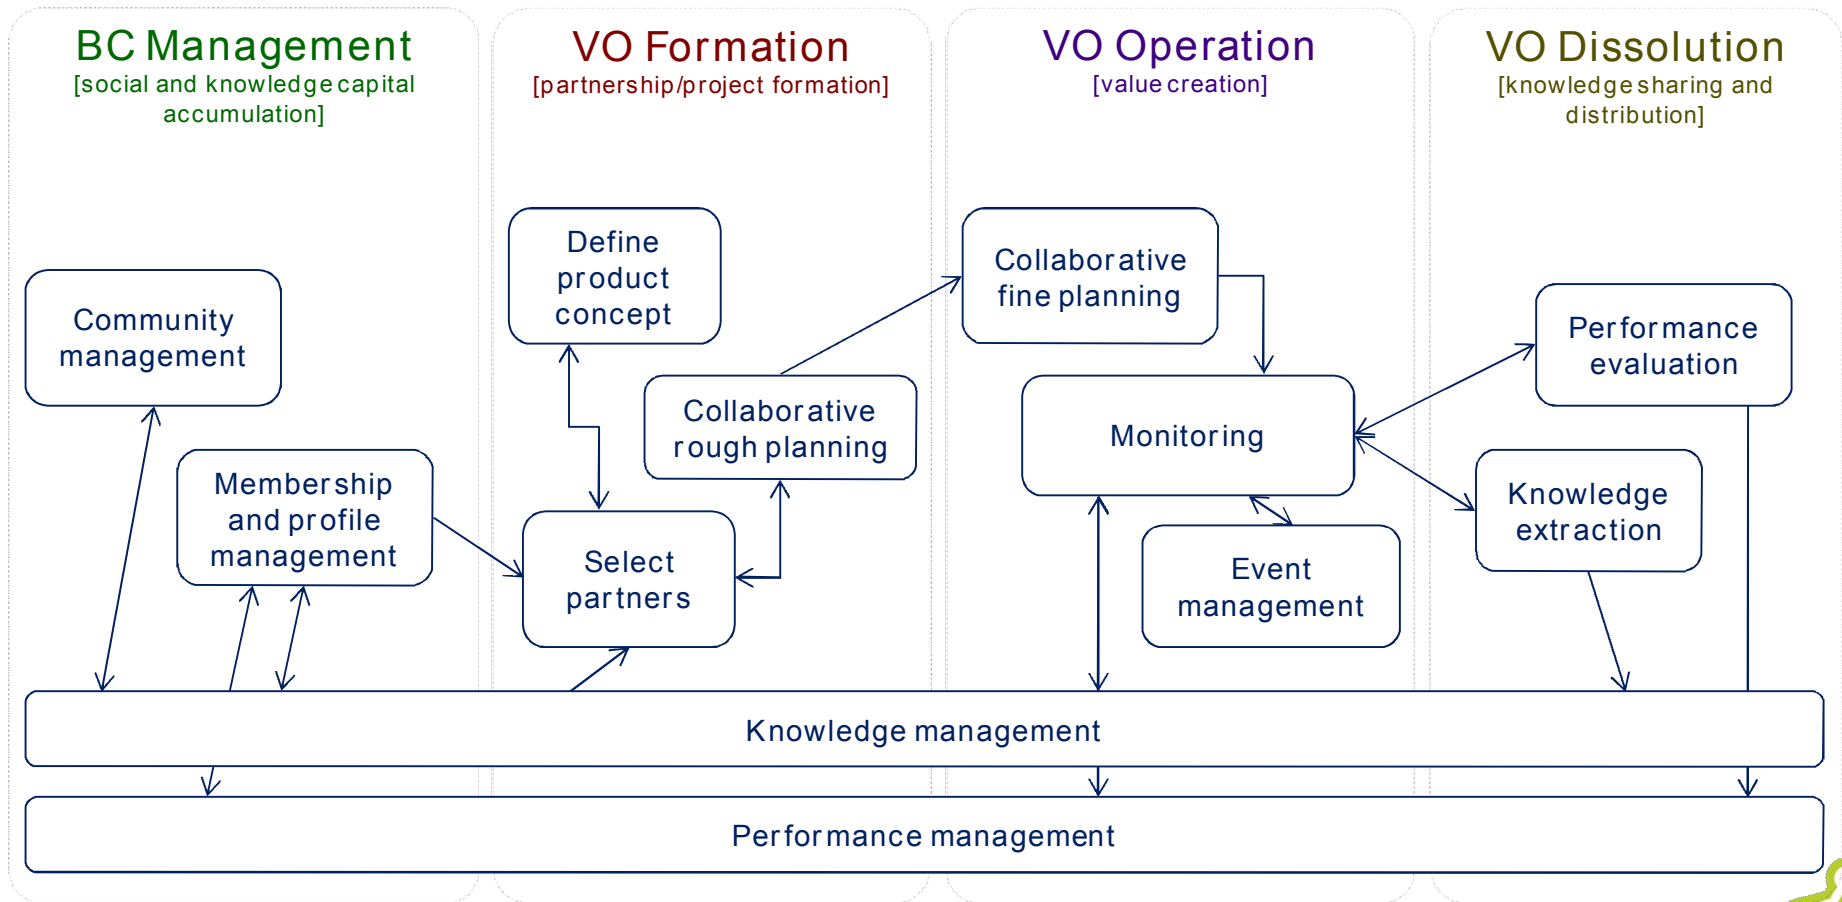 BC Management
[social and knowledge capital
accumulation]
VO Formation
[partnership/project formation]
VO Operation
[value creation]
VO Dissolution
[knowledge sharing and
distribution]
Community
management
Membership
and profile
management
Define
product
concept
Collaborative
rough planning
Select
partners
Collaborative
fine planning
Monitoring
Event
management
Performance
evaluation
Knowledge
extraction
Knowledge management
Performance management